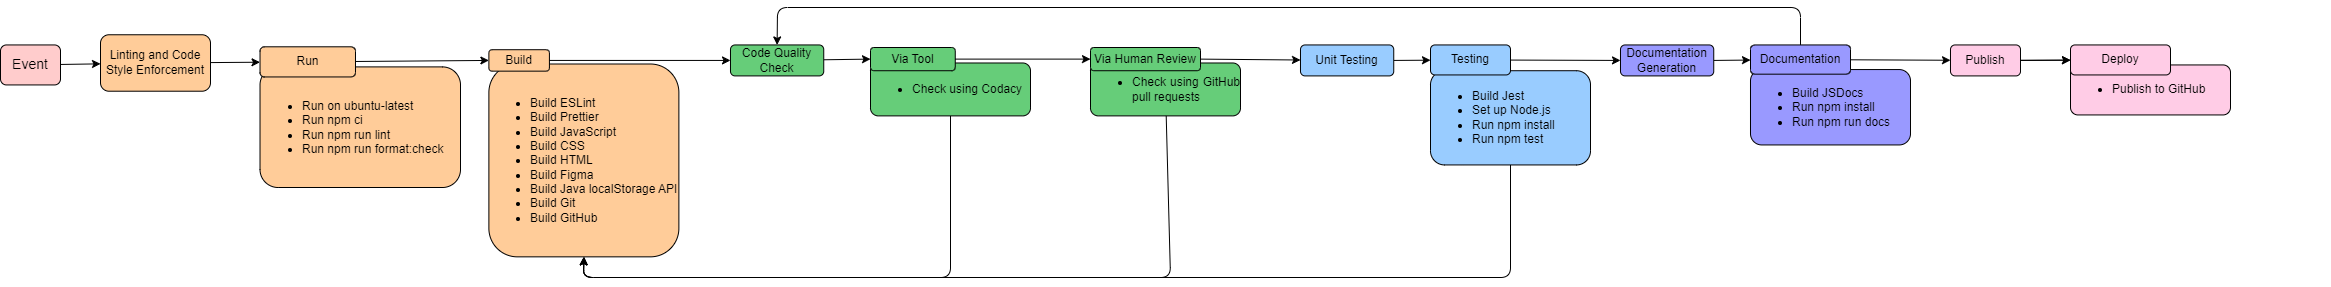 Event
Linting and Code
Style Enforcement
Run
Run on ubuntu-latest
Run npm ci
Run npm run lint
Run npm run format:check
Build
Build ESLint
Build Prettier
Build JavaScript
Build CSS
Build HTML
Build Figma
Build Java localStorage API
Build Git
Build GitHub
Code Quality
Check
Via Tool
Check using Codacy
Via Human Review
Check using GitHub
pull requests
Unit Testing
Testing
Build Jest
Set up Node.js
Run npm install
Run npm test
Documentation
Generation
Documentation
Build JSDocs
Run npm install
Run npm run docs
Publish
Deploy
Publish to GitHub